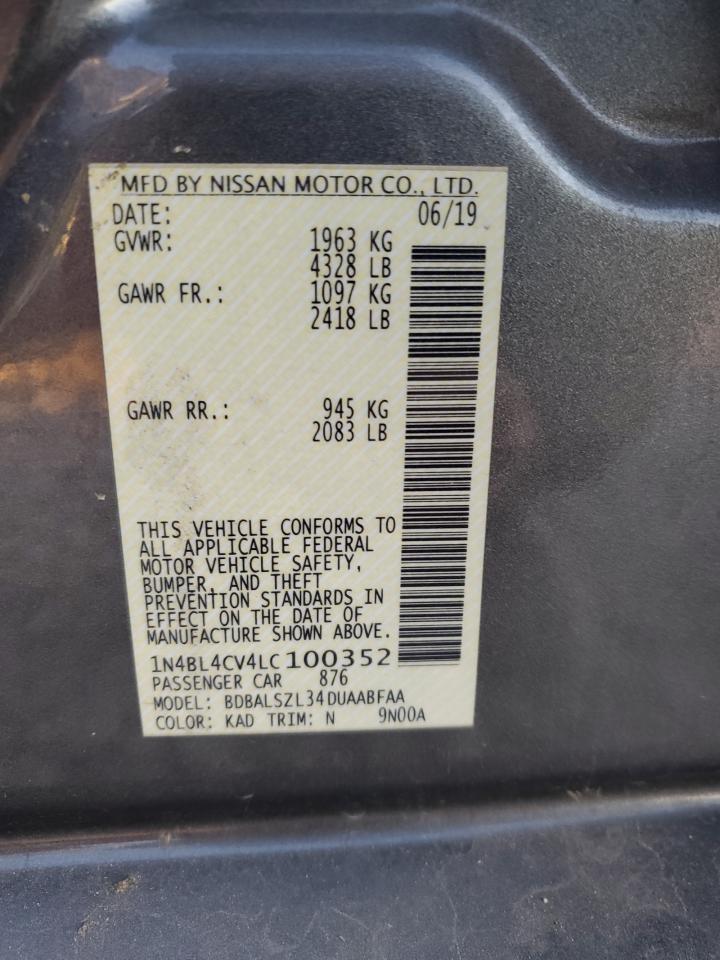 MFD BY NISSAN MOTOR CO., LTD.
DATE: 06/19
GVWR: 1963 KG
4328 LB
GAWR FR.: 1097 KG
2418 LB
GAWR RR.: 945 KG
2083 LB
THIS VEHICLE CONFORMS TO
ALL APPLICABLE FEDERAL
MOTOR VEHICLE SAFETY,
BUMPER, AND THEFT
PREVENTION STANDARDS IN
EFFECT ON THE DATE OF
MANUFACTURE SHOWN ABOVE.
1N4BL4CV4LC100352
PASSENGER CAR 876
MODEL: BDBALSZL34DUAABFAA
COLOR: KAD TRIM: N 9N00A